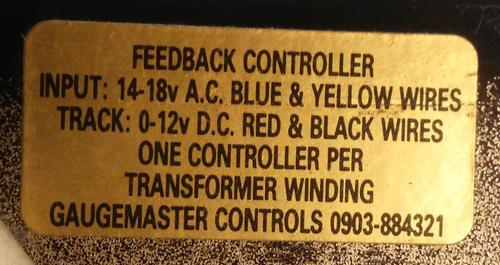 FEEDBACK CONTROLLER
INPUT: 14-18v A.C. BLUE & YELLOW WIRES
TRACK: 0-12v D.C. RED & BLACK WIRES
ONE CONTROLLER PER
TRANSFORMER WINDING
GAUGEMASTER CONTROLS 0903-884321